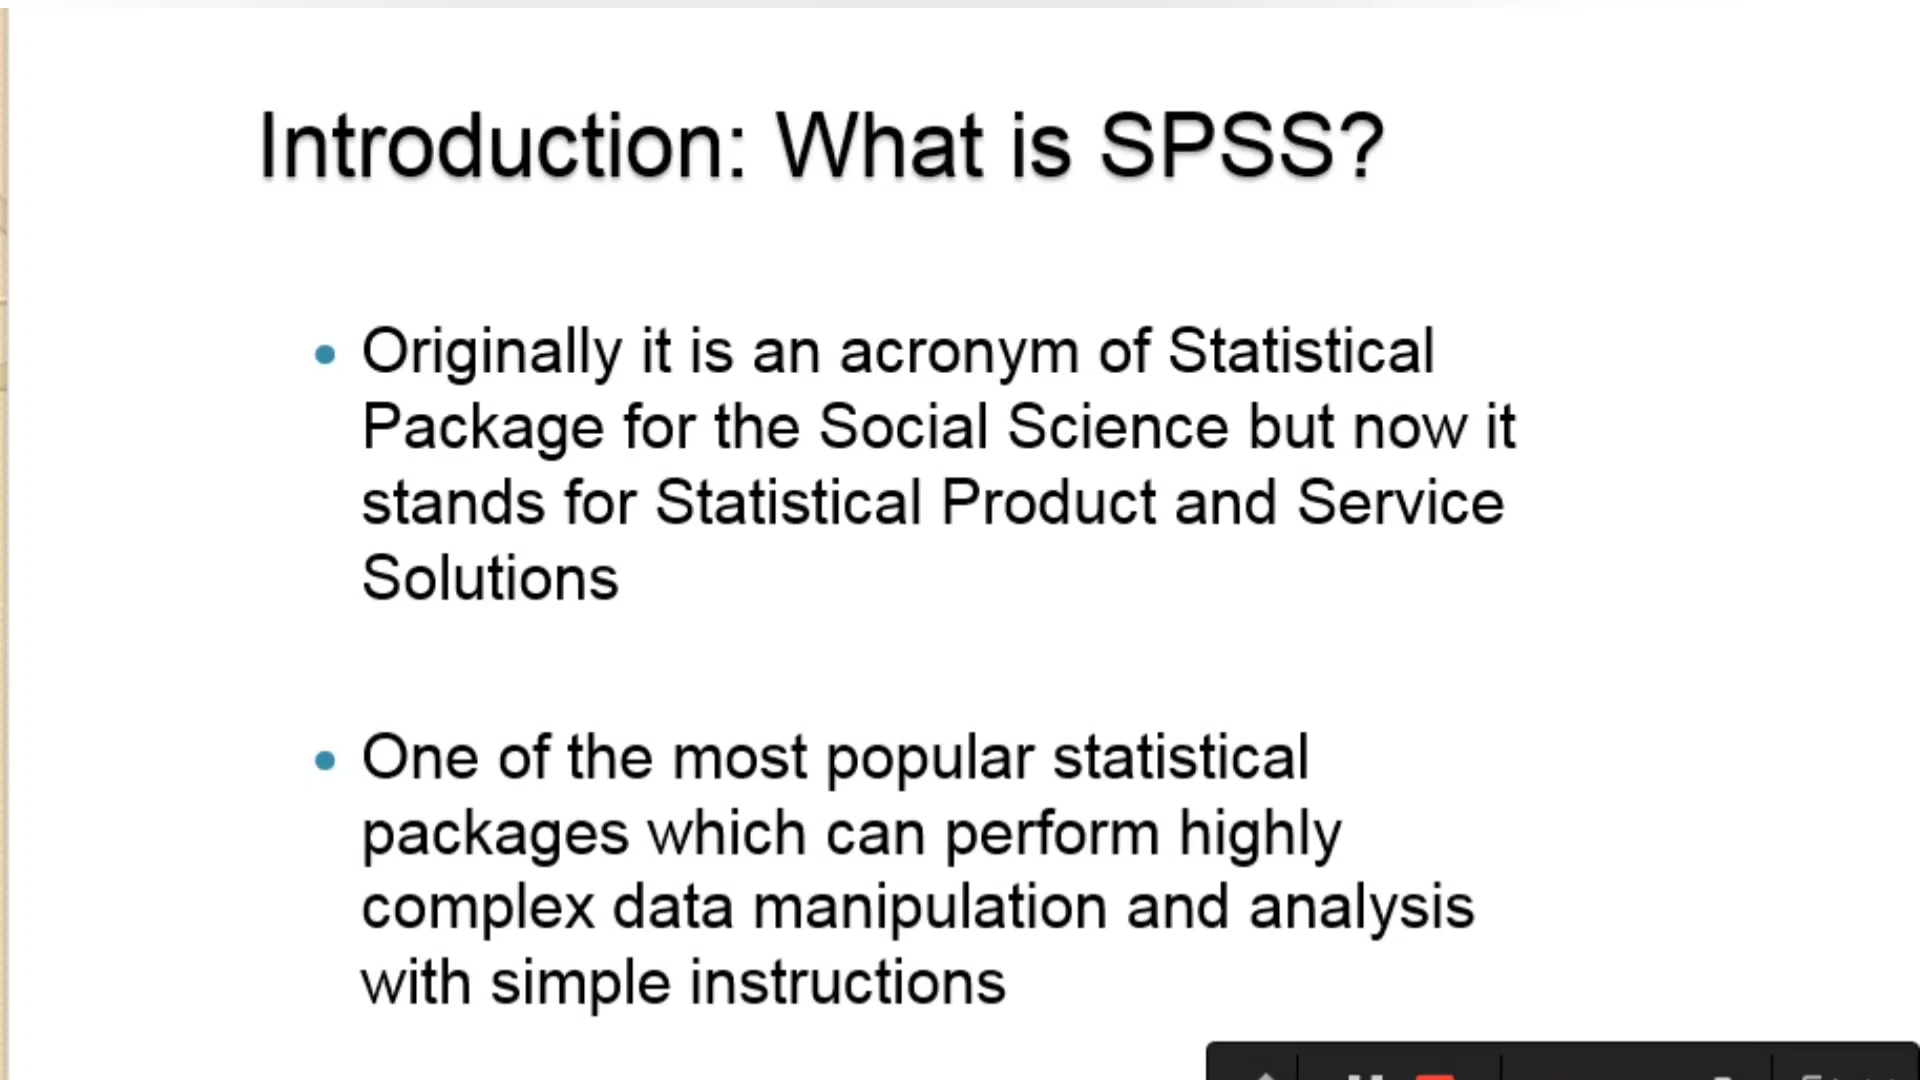 Introduction: What is SPSS?
• Originally it is an acronym of Statistical
Package for the Social Science but now it
stands for Statistical Product and Service
Solutions
• One of the most popular statistical
packages which can perform highly
complex data manipulation and analysis
with simple instructions